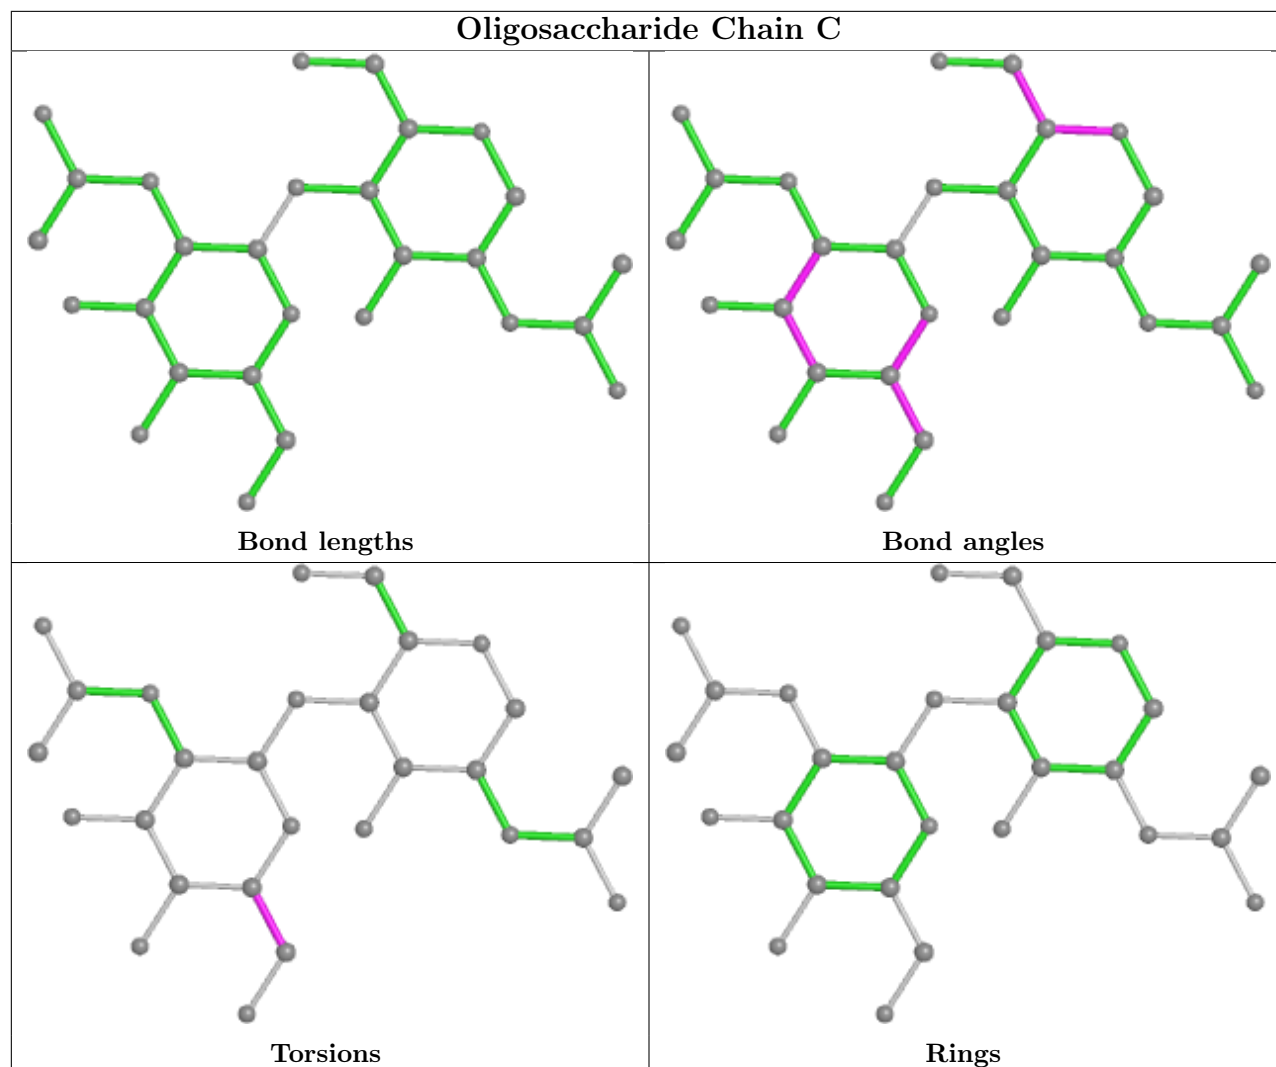 Oligosaccharide Chain C
Bond lengths
Bond angles
Torsions
Rings